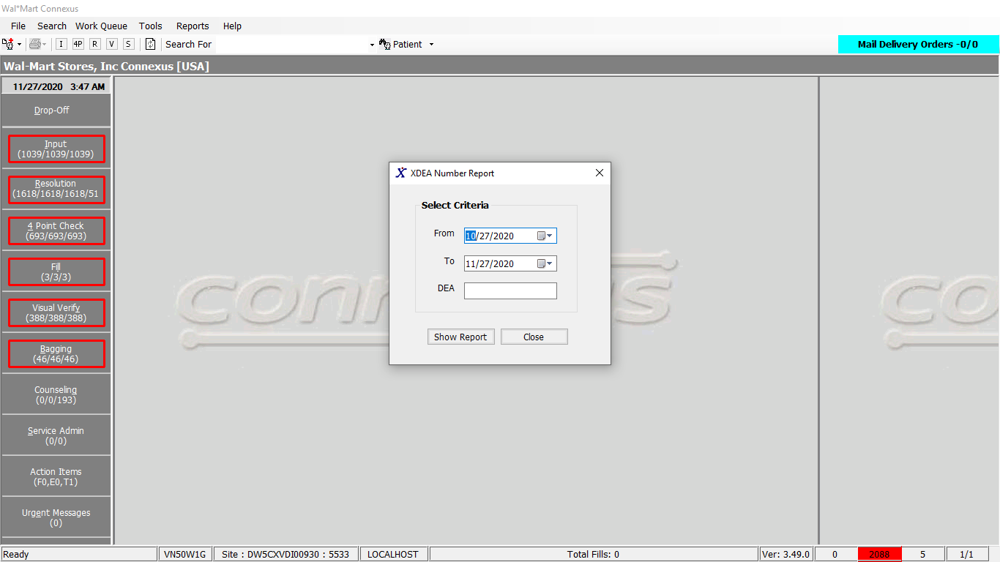 Wal*Mart Connexus
File Search Work Queue Tools Reports Help
I 4P R V S Search For Patient Mail Delivery Orders -0/0
Wal-Mart Stores, Inc Connexus [USA]
11/27/2020 3:47 AM
Drop-Off
Input
(1039/1039/1039)
Resolution
(1618/1618/1618/51
4 Point Check
(693/693/693)
Fill
(3/3/3)
Visual Verify
(388/388/388)
Bagging
(46/46/46)
Counseling
(0/0/193)
Service Admin
(0/0)
Action Items
(F0,E0,T1)
Urgent Messages
(0)
XDEA Number Report
Select Criteria
From 10/27/2020
To 11/27/2020
DEA
Show Report Close
conn us
co
Ready VN50W1G Site : DW5CXVDI00930 : 5533 LOCALHOST Total Fills: 0 Ver: 3.49.0 0 2088 5 1/1